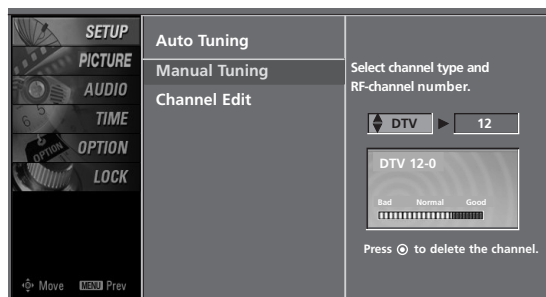 SETUP
PICTURE
AUDIO
TIME
OPTION
LOCK
Move MENU Prev
Auto Tuning
Manual Tuning
Channel Edit
Select channel type and
RF-channel number.
DTV 12
DTV 12-0
Bad Normal Good
Press to delete the channel.